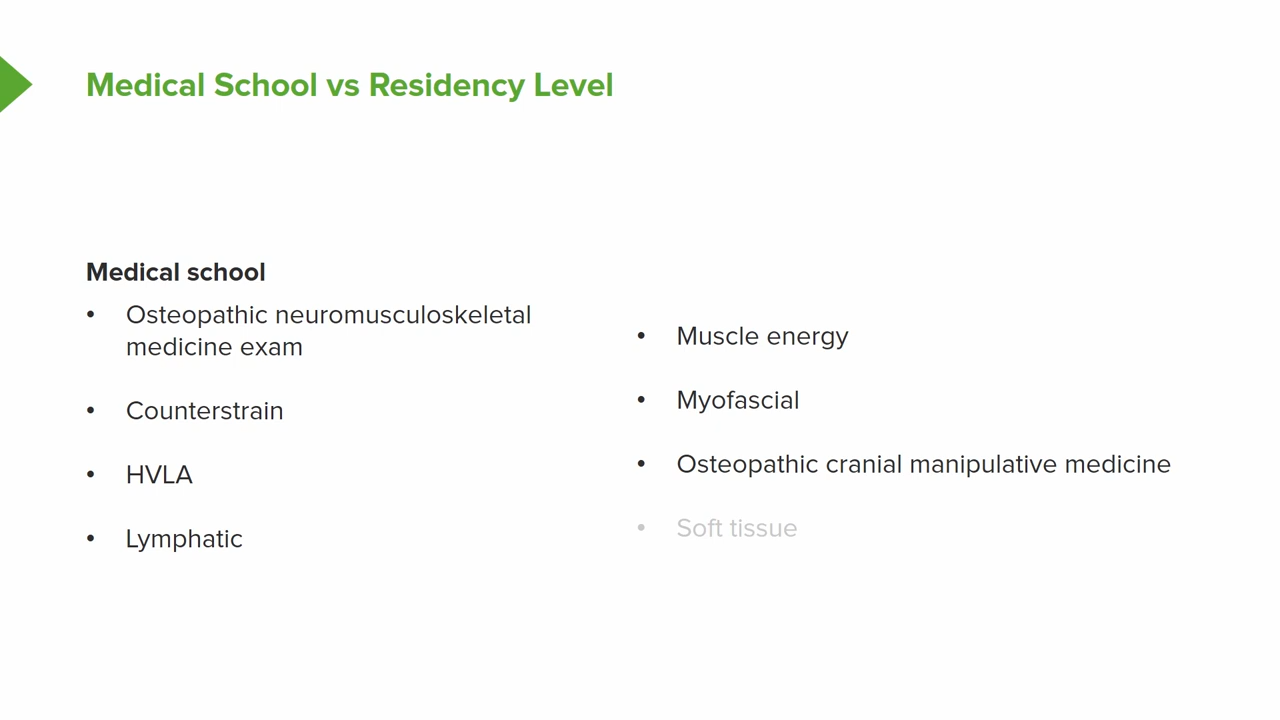 Medical School vs Residency Level
Medical school
• Osteopathic neuromusculoskeletal
medicine exam
• Counterstrain
• HVLA
• Lymphatic
• Muscle energy
• Myofascial
• Osteopathic cranial manipulative medicine
• Soft tissue